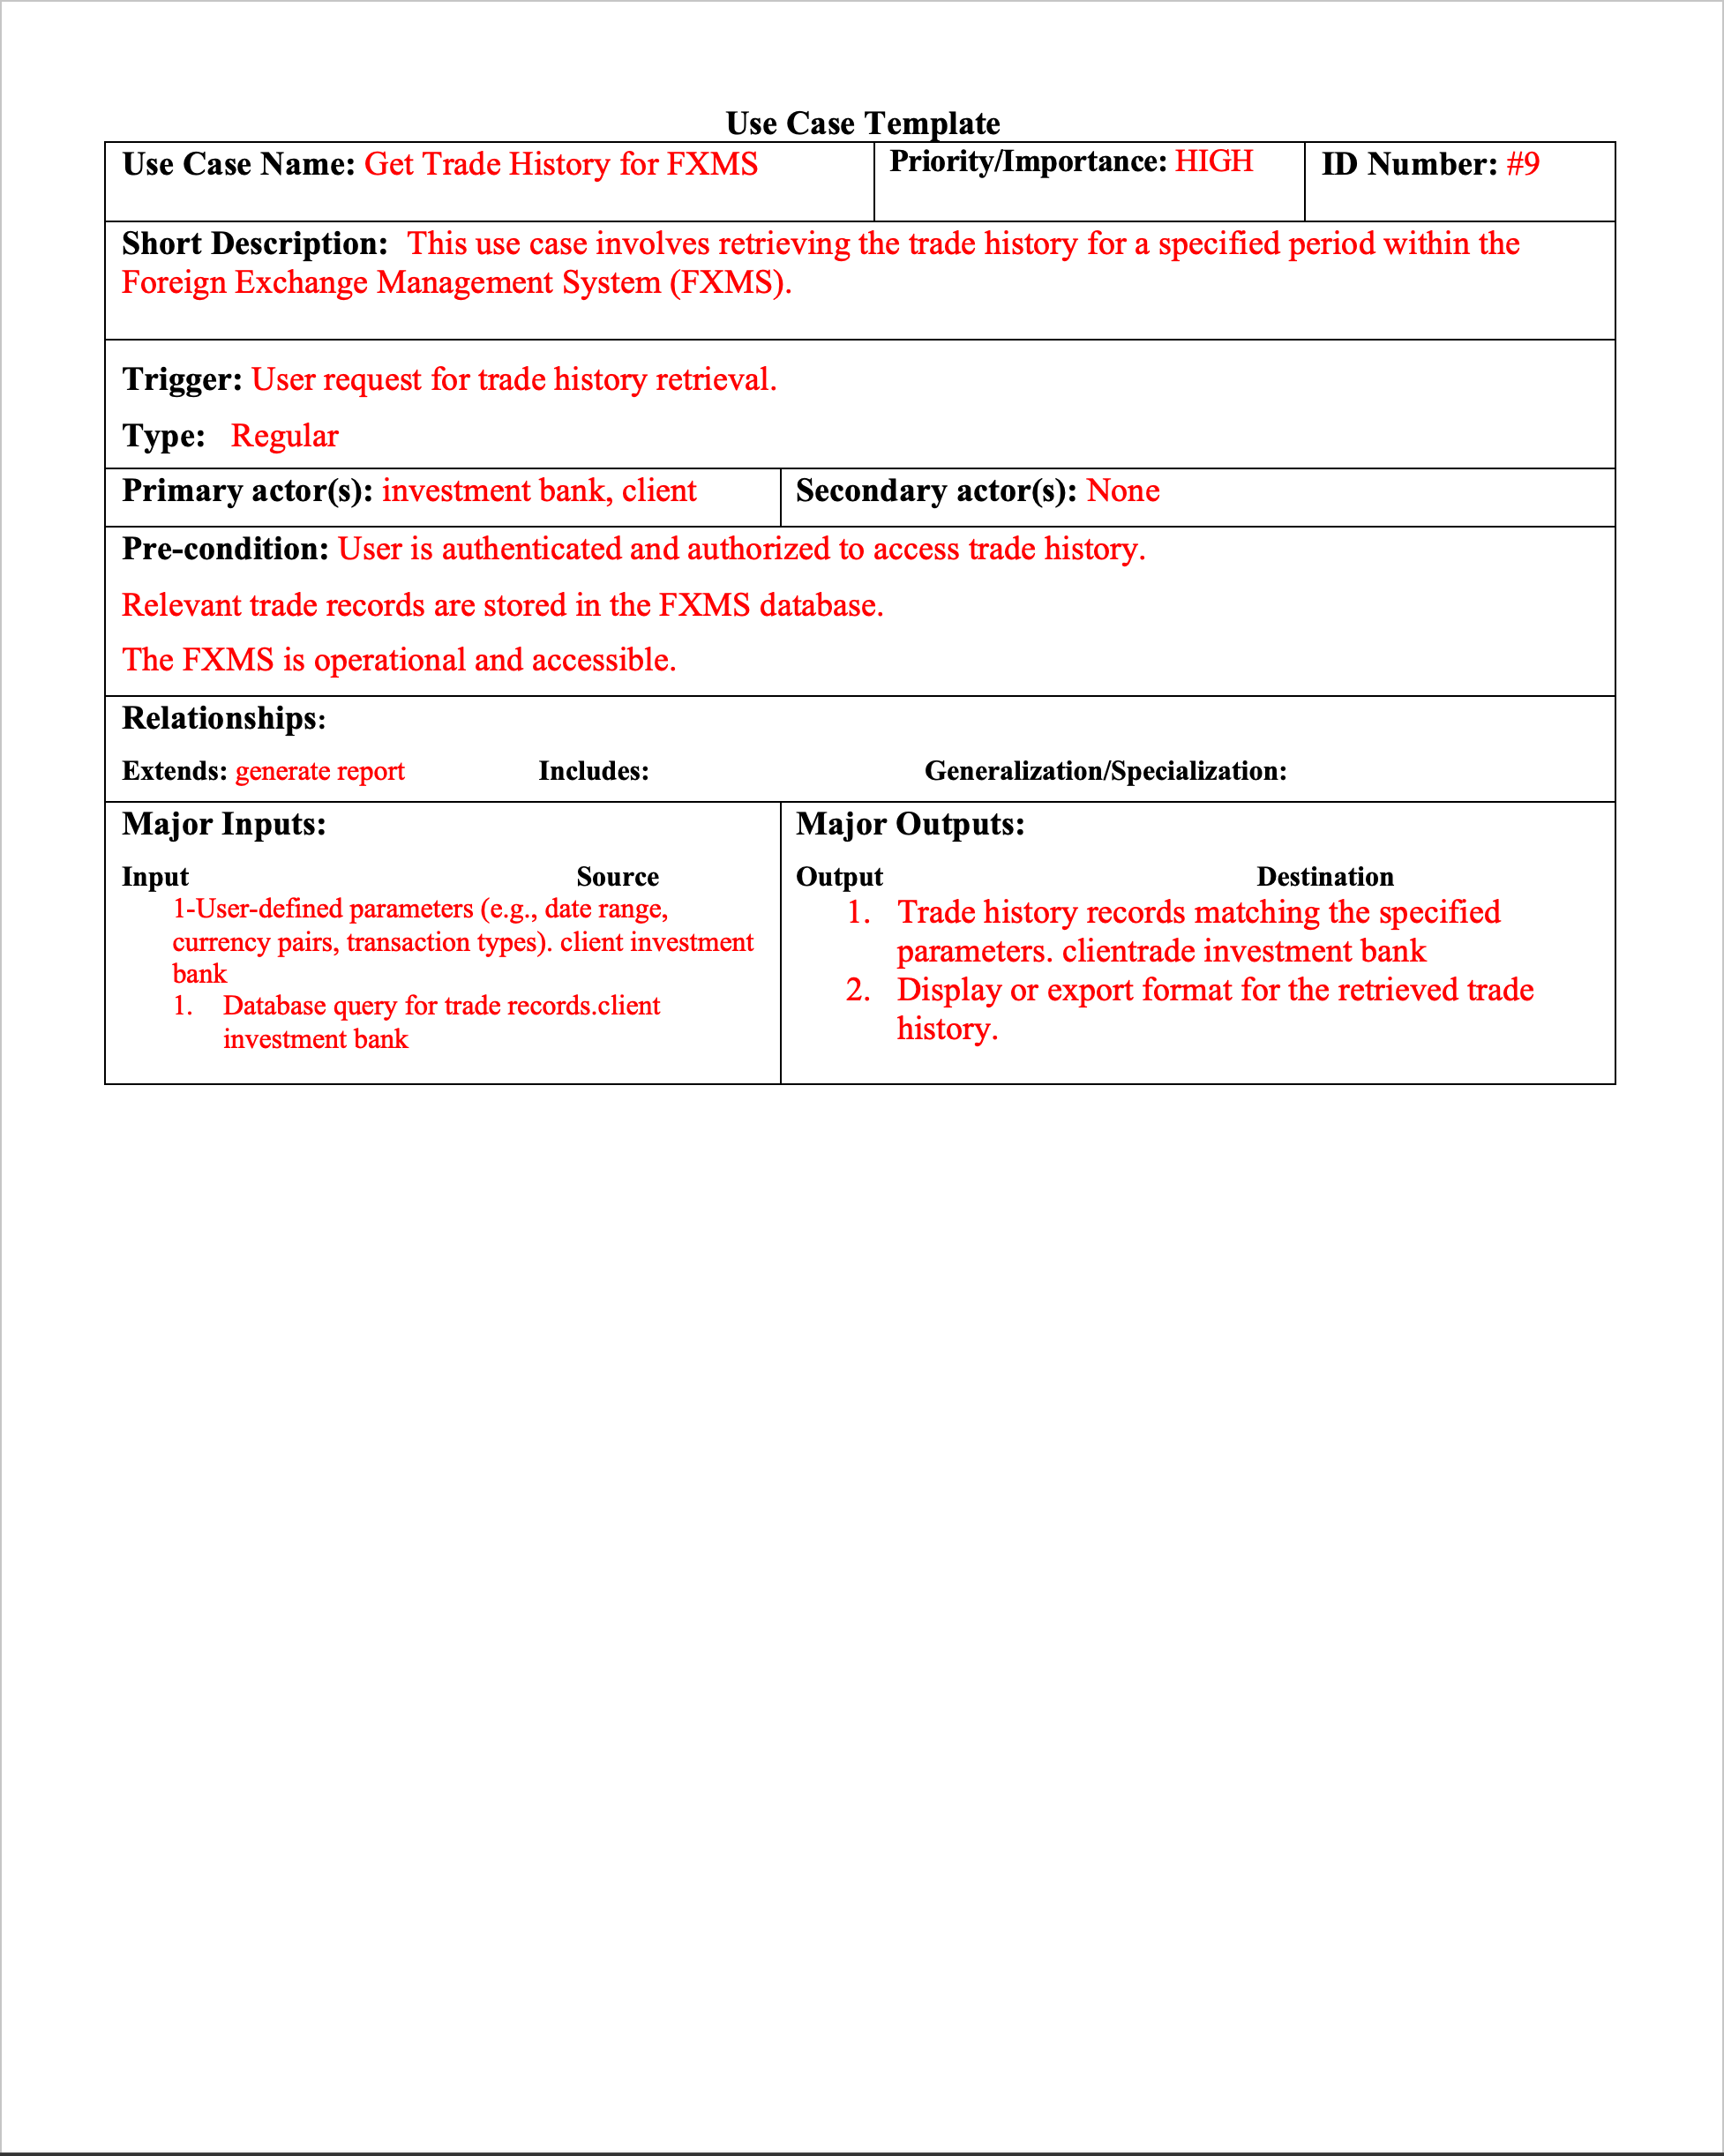 Use Case Template
Use Case Name: Get Trade History for FXMS
Priority/Importance: HIGH
ID Number: #9
Short Description: This use case involves retrieving the trade history for a specified period within the
Foreign Exchange Management System (FXMS).
Trigger: User request for trade history retrieval.
Type: Regular
Primary actor(s): investment bank, client
Secondary actor(s): None
Pre-condition: User is authenticated and authorized to access trade history.
Relevant trade records are stored in the FXMS database.
The FXMS is operational and accessible.
Relationships:
Extends: generate report Includes: Generalization/Specialization:
Major Inputs:
Input Source
1-User-defined parameters (e.g., date range,
currency pairs, transaction types). client investment
bank
1. Database query for trade records.client
investment bank
Major Outputs:
Output Destination
1. Trade history records matching the specified
parameters. clientrade investment bank
2. Display or export format for the retrieved trade
history.